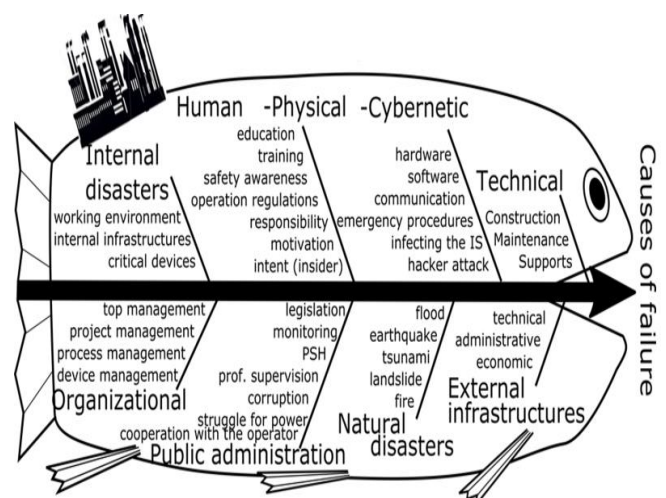 Human -Physical -Cybernetic
Internal
disasters
working environment
internal infrastructures
critical devices
education
training
safety awareness
operation regulations
responsibility
motivation
intent (insider)
hardware
software
communication
emergency procedures
infecting the IS
hacker attack
Technical
Construction
Maintenance
Supports
Causes of failure
top management
project management
process management
device management
Organizational
legislation
monitoring
PSH
prof. supervision
corruption
struggle for power
cooperation with the operator
Public administration
flood
earthquake
tsunami
landslide
fire
Natural
disasters
technical
administrative
economic
External
infrastructures